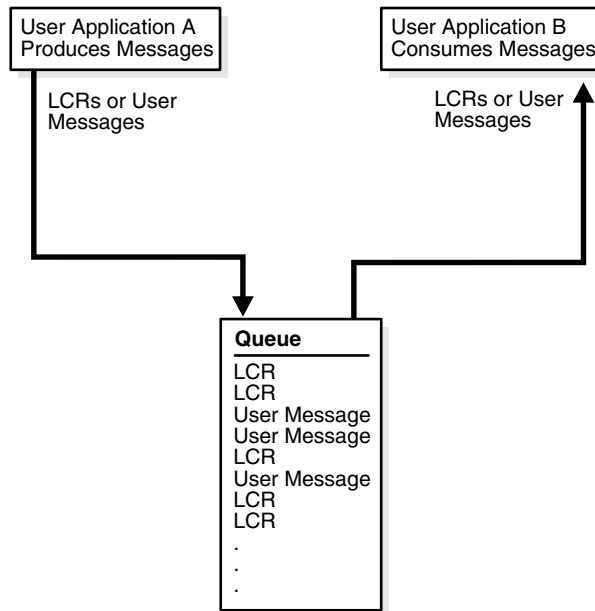 User Application A
Produces Messages
User Application B
Consumes Messages
LCRs or User
Messages
LCRs or User
Messages
Queue
LCR
LCR
User Message
User Message
LCR
User Message
LCR
LCR
.
.
.